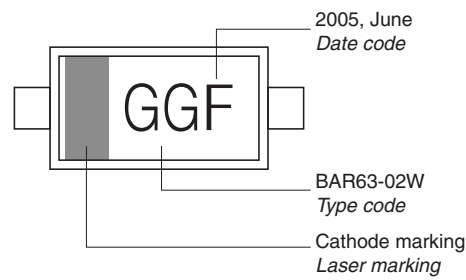 2005, June
Date code
GGF
BAR63-02W
Type code
Cathode marking
Laser marking